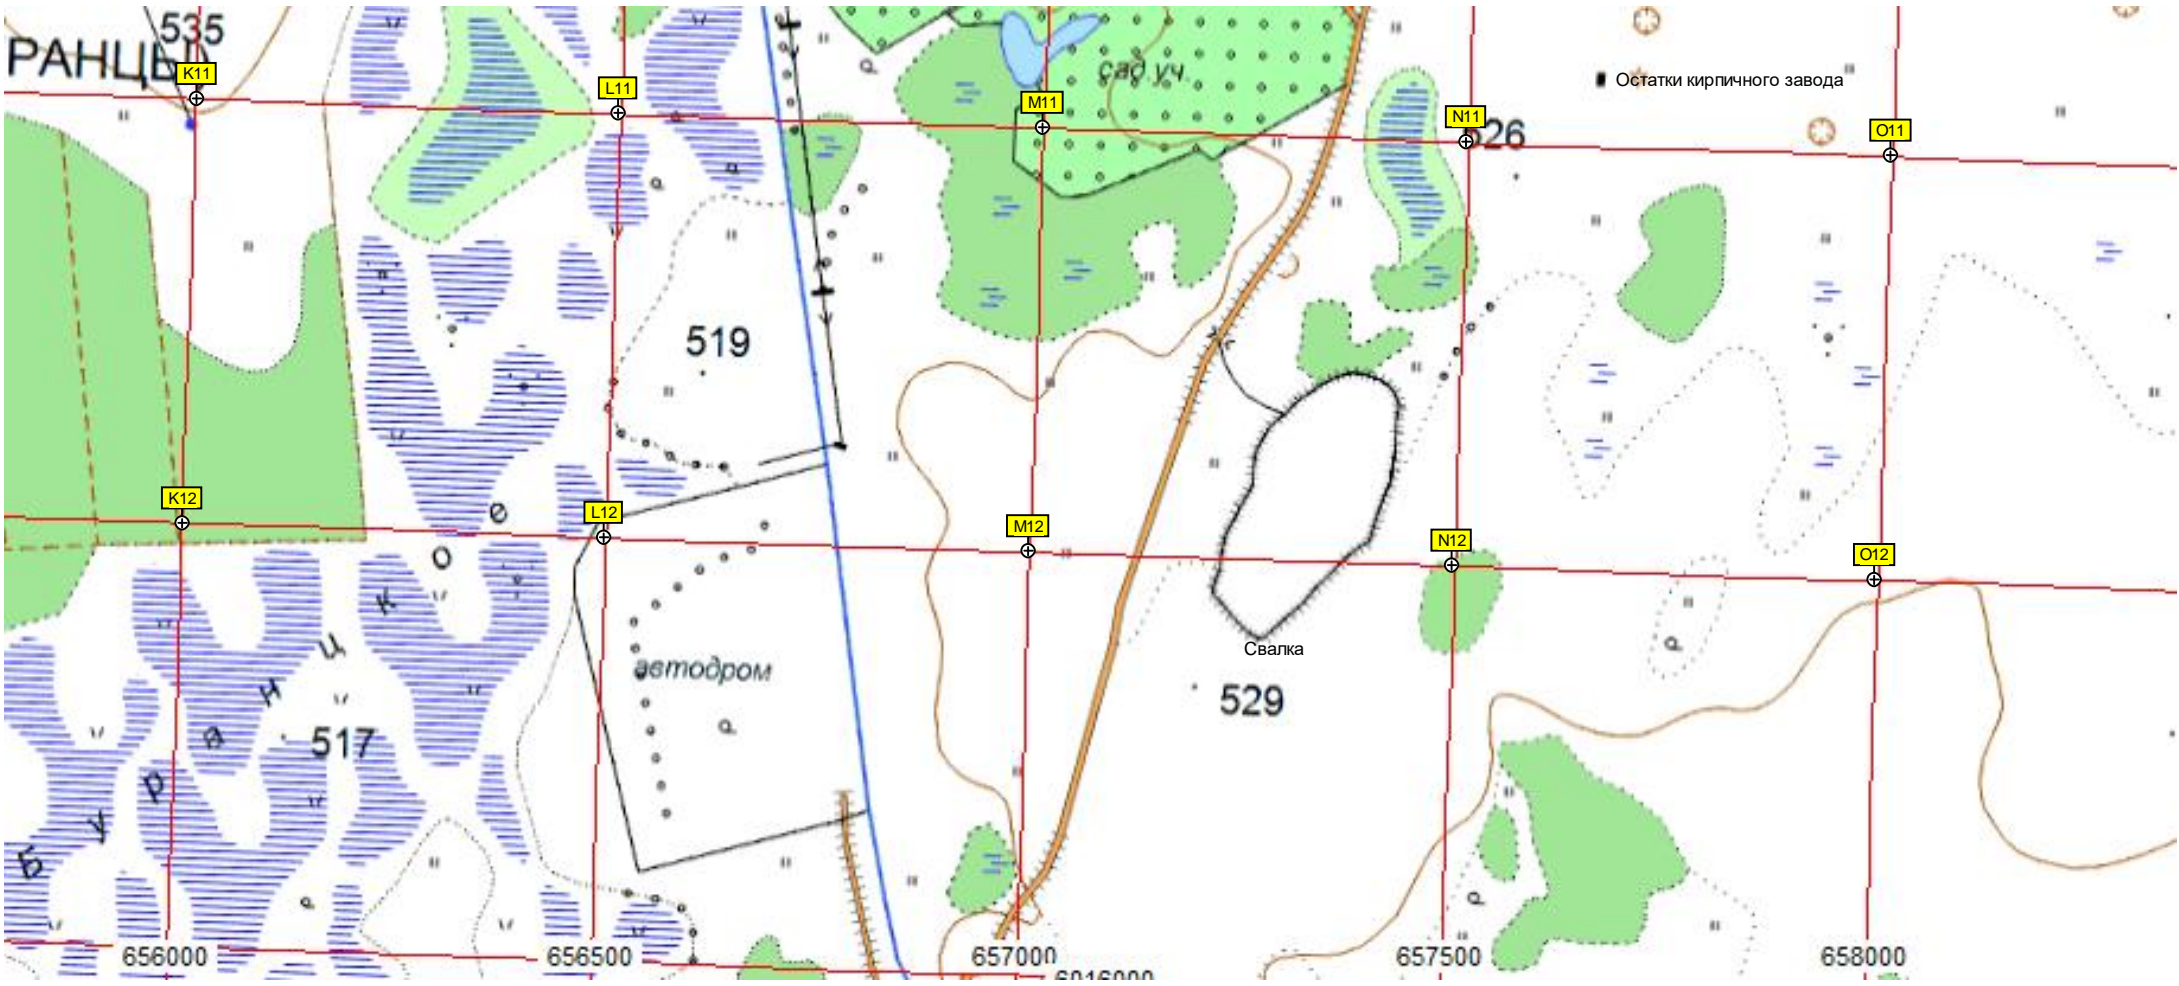 535
РАНЦЫ
K11
L11
M11
N11
O11
сад.уч.
Остатки кирпичного завода
526
519
K12
L12
M12
N12
O12
Бурянцкое
автодром
Свалка
529
517
656000
656500
657000
657500
658000